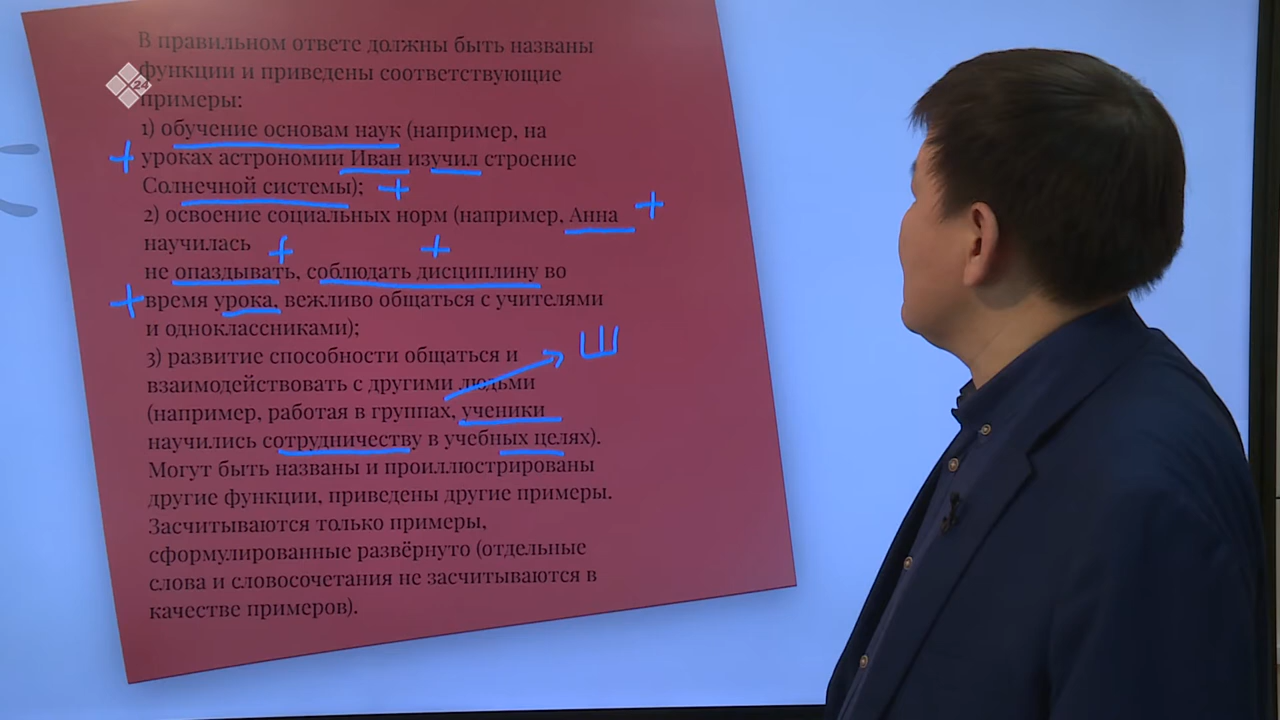 В правильном ответе должны быть названы
функции и приведены соответствующие
примеры:
1) обучение основам наук (например, на
уроках астрономии Иван изучил строение
Солнечной системы);
2) освоение социальных норм (например, Анна
научилась
не опаздывать, соблюдать дисциплину во
время урока, вежливо общаться с учителями
и одноклассниками);
3) развитие способности общаться и
взаимодействовать с другими людьми
(например, работая в группах, ученики
научились сотрудничеству в учебных целях).
Могут быть названы и проиллюстрированы
другие функции, приведены другие примеры.
Засчитываются только примеры,
сформулированные развёрнуто (отдельные
слова и словосочетания не засчитываются в
качестве примеров).
Ш
24